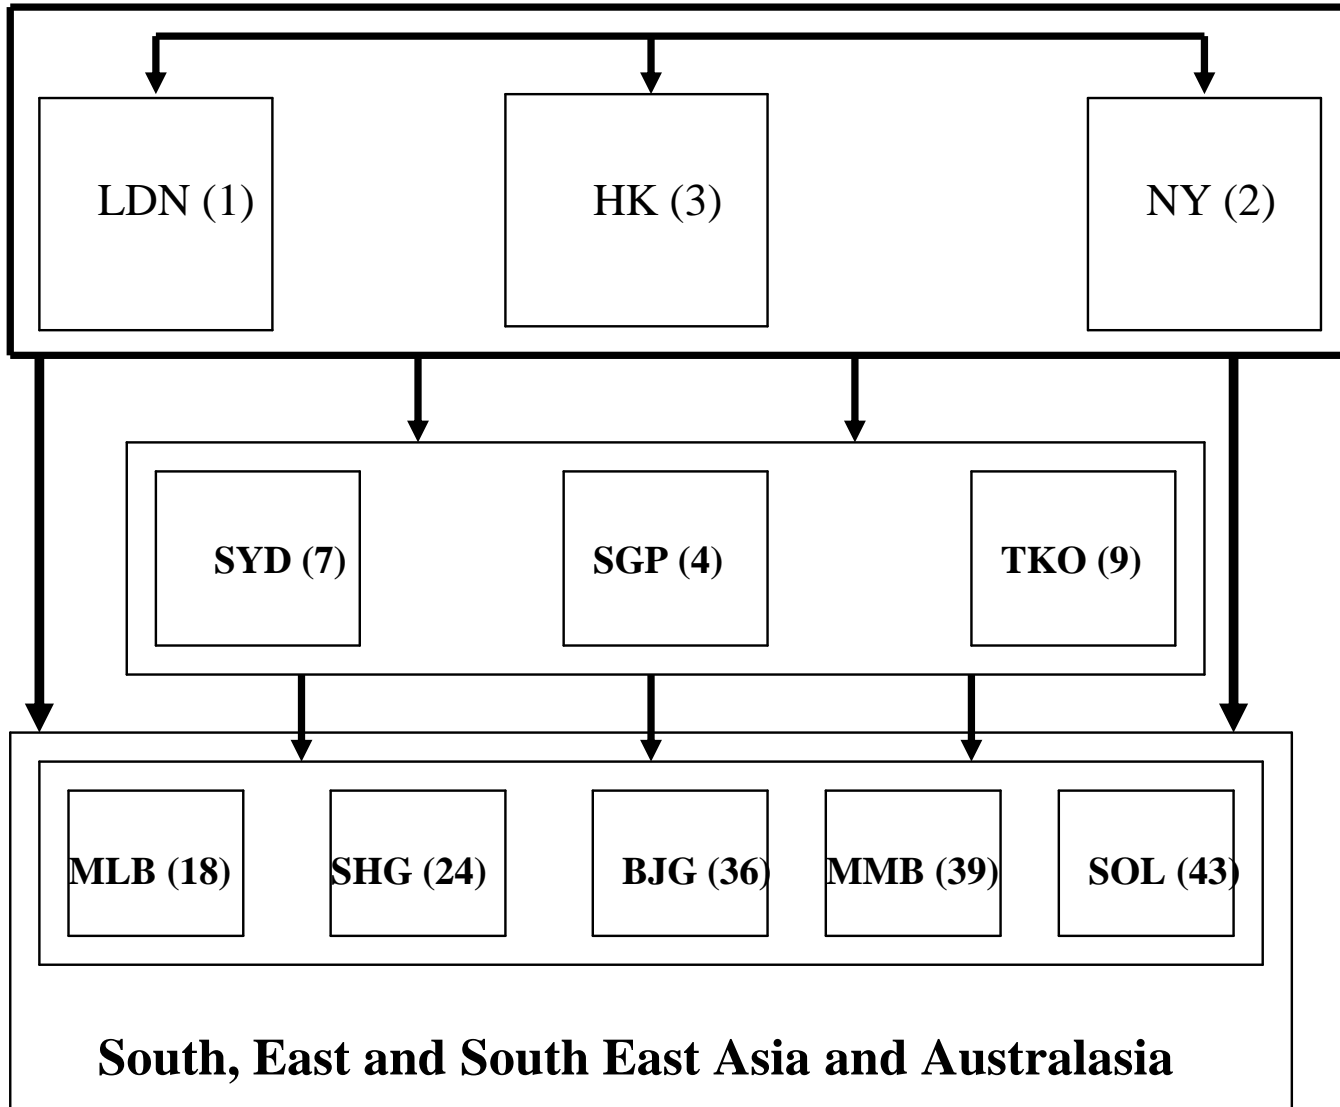 LDN (1)
HK (3)
NY (2)
SYD (7)
SGP (4)
TKO (9)
MLB (18)
SHG (24)
BJG (36)
MMB (39)
SOL (43)
South, East and South East Asia and Australasia